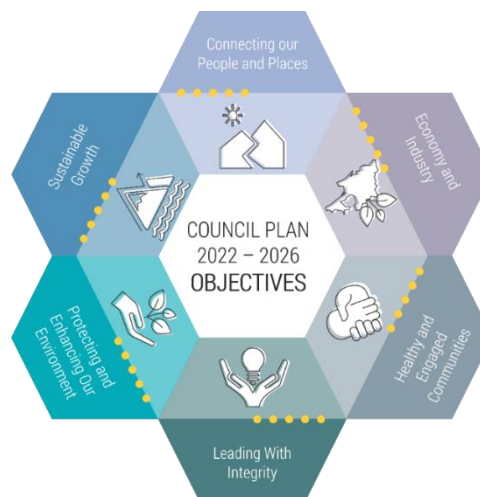 Connecting our
People and Places
Economy and
Industry
Healthy and
Engaged
Communities
Leading With
Integrity
Protecting and
Enhancing Our
Environment
Sustainable
Growth
COUNCIL PLAN
2022 – 2026
OBJECTIVES